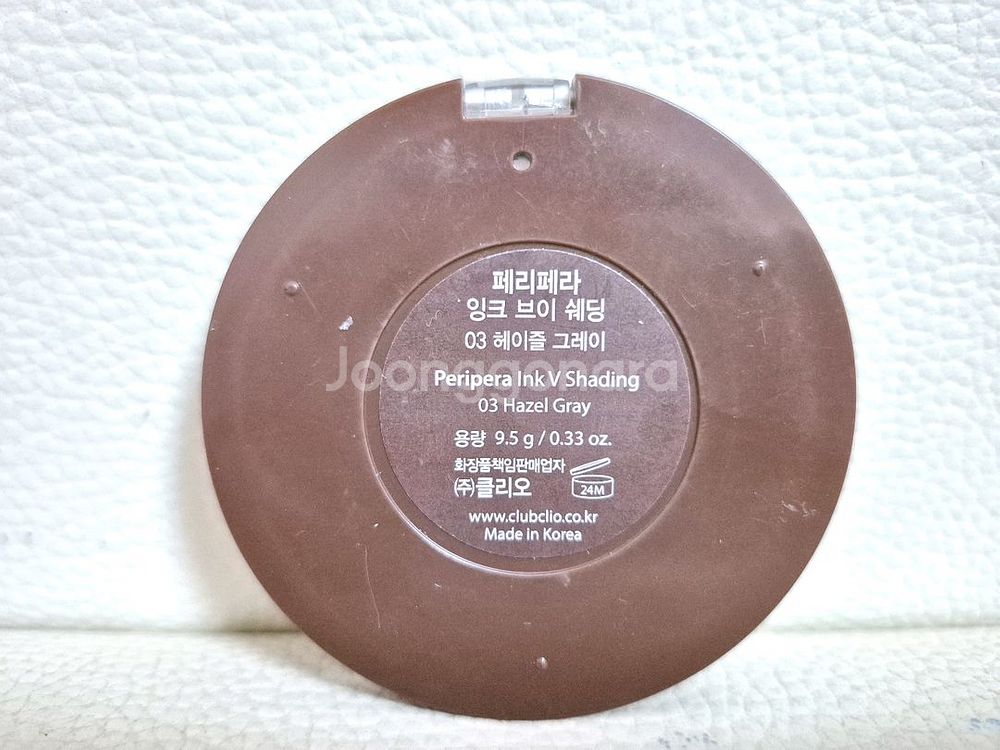 페리페라
잉크 브이 쉐딩
03 헤이즐 그레이
Joonggonara
Peripera Ink V Shading
03 Hazel Gray
용량 9.5 g / 0.33 oz.
화장품책임판매업자
㈜클리오
24M
www.clubclio.co.kr
Made in Korea